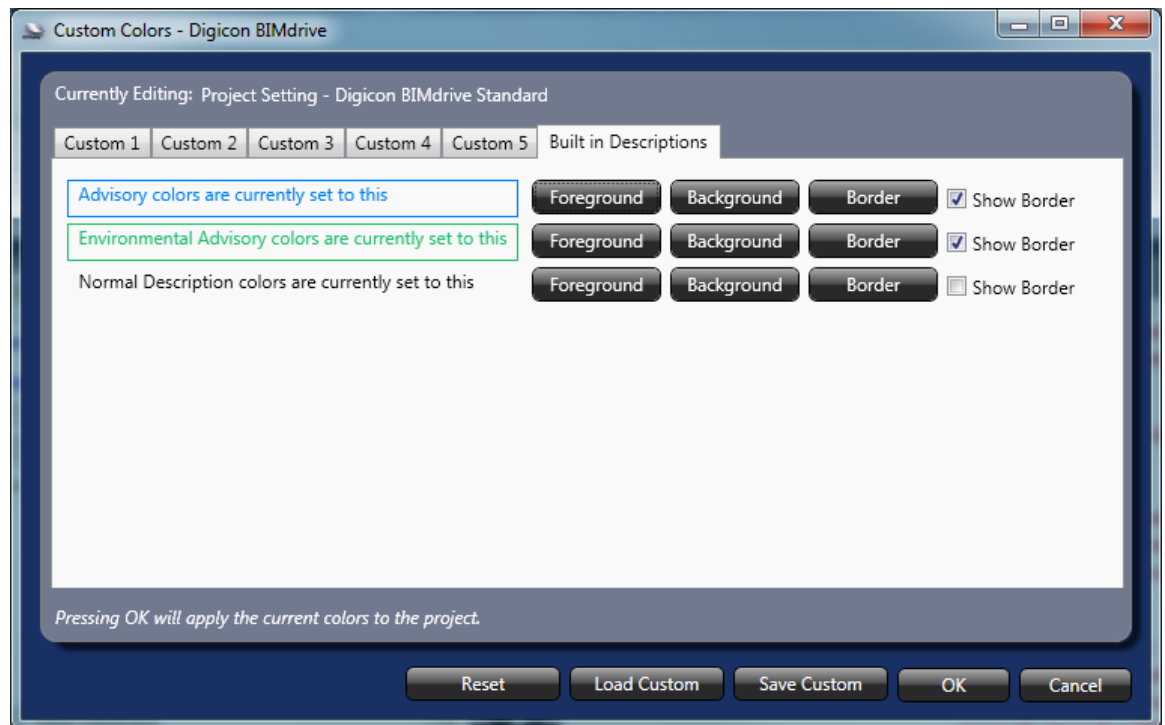 Custom Colors - Digicon BIMdrive
Currently Editing: Project Setting - Digicon BIMdrive Standard
Custom 1 Custom 2 Custom 3 Custom 4 Custom 5 Built in Descriptions
Advisory colors are currently set to this Foreground Background Border Show Border
Environmental Advisory colors are currently set to this Foreground Background Border Show Border
Normal Description colors are currently set to this Foreground Background Border Show Border
Pressing OK will apply the current colors to the project.
Reset Load Custom Save Custom OK Cancel